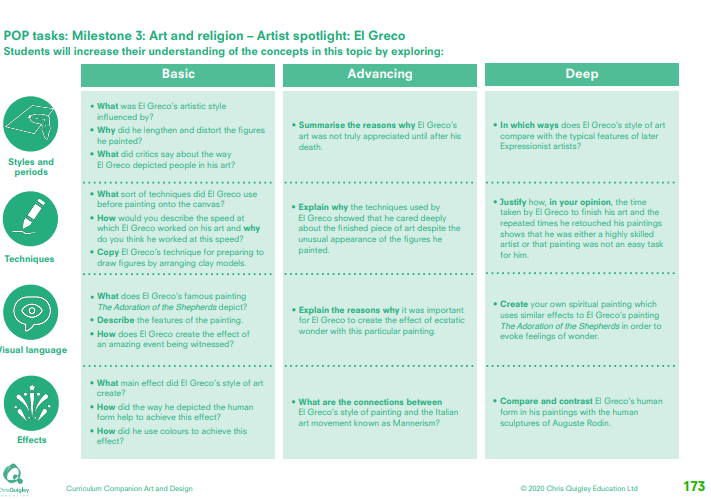 POP tasks: Milestone 3: Art and religion – Artist spotlight: El Greco
Students will increase their understanding of the concepts in this topic by exploring:
Basic
Advancing
Deep
Styles and
periods
• What was El Greco's artistic style
influenced by?
• Why did he lengthen and distort the figures
he painted?
• What did critics say about the way
El Greco depicted people in his art?
• Summarise the reasons why El Greco's
art was not truly appreciated until after his
death.
• In which ways does El Greco's style of art
compare with the typical features of later
Expressionist artists?
Techniques
• What sort of techniques did El Greco use
before painting onto the canvas?
• How would you describe the speed at
which El Greco worked on his art and why
do you think he worked at this speed?
• Copy El Greco's technique for preparing to
draw figures by arranging clay models.
• Explain why the techniques used by
El Greco showed that he cared deeply
about the finished piece of art despite the
unusual appearance of the figures he
painted.
• Justify how, in your opinion, the time
taken by El Greco to finish his art and the
repeated times he retouched his paintings
shows that he was either a highly skilled
artist or that painting was not an easy task
for him.
Visual language
• What does El Greco's famous painting
The Adoration of the Shepherds depict?
• Describe the features of the painting.
• How does El Greco create the effect of
an amazing event being witnessed?
• Explain the reasons why it was important
for El Greco to create the effect of ecstatic
wonder with this particular painting.
• Create your own spiritual painting which
uses similar effects to El Greco's painting
The Adoration of the Shepherds in order to
evoke feelings of wonder.
Effects
• What main effect did El Greco's style of art
create?
• How did the way he depicted the human
form help to achieve this effect?
• How did he use colours to achieve this
effect?
• What are the connections between
El Greco's style of painting and the Italian
art movement known as Mannerism?
• Compare and contrast El Greco's human
form in his paintings with the human
sculptures of Auguste Rodin.
ChrisQuigley
Curriculum Companion Art and Design
© 2020 Chris Quigley Education Ltd
173